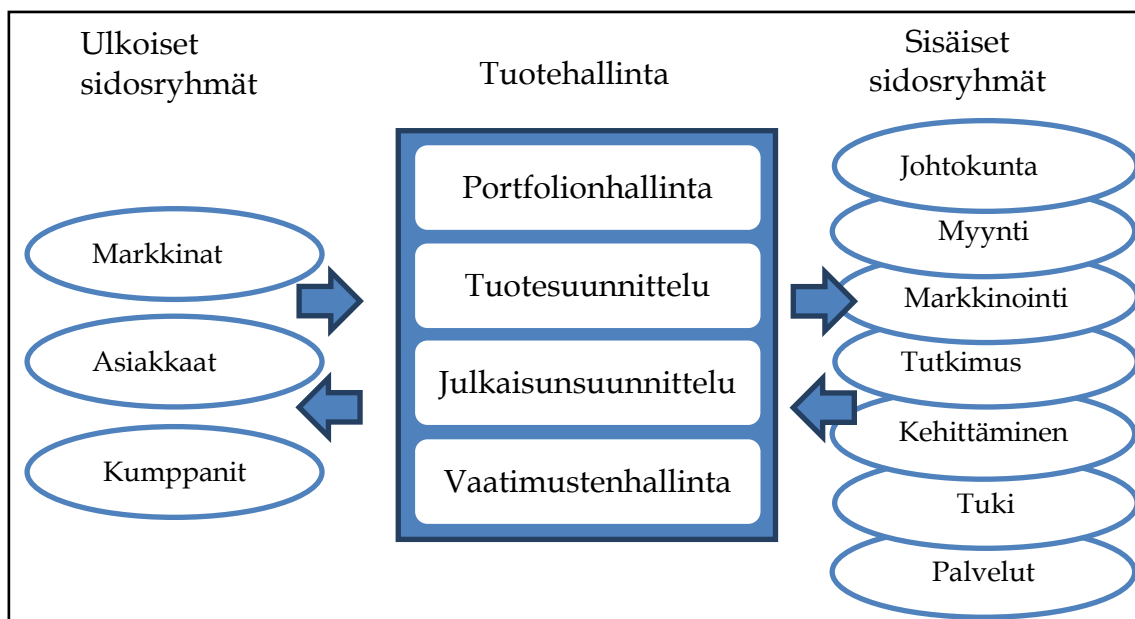 Ulkoiset
sidosryhmät
Markkinat
Asiakkaat
Kumppanit
Tuotehallinta
Portfolionhallinta
Tuotesuunnittelu
Julkaisunsuunnittelu
Vaatimustenhallinta
Sisäiset
sidosryhmät
Johtokunta
Myynti
Markkinointi
Tutkimus
Kehittäminen
Tuki
Palvelut